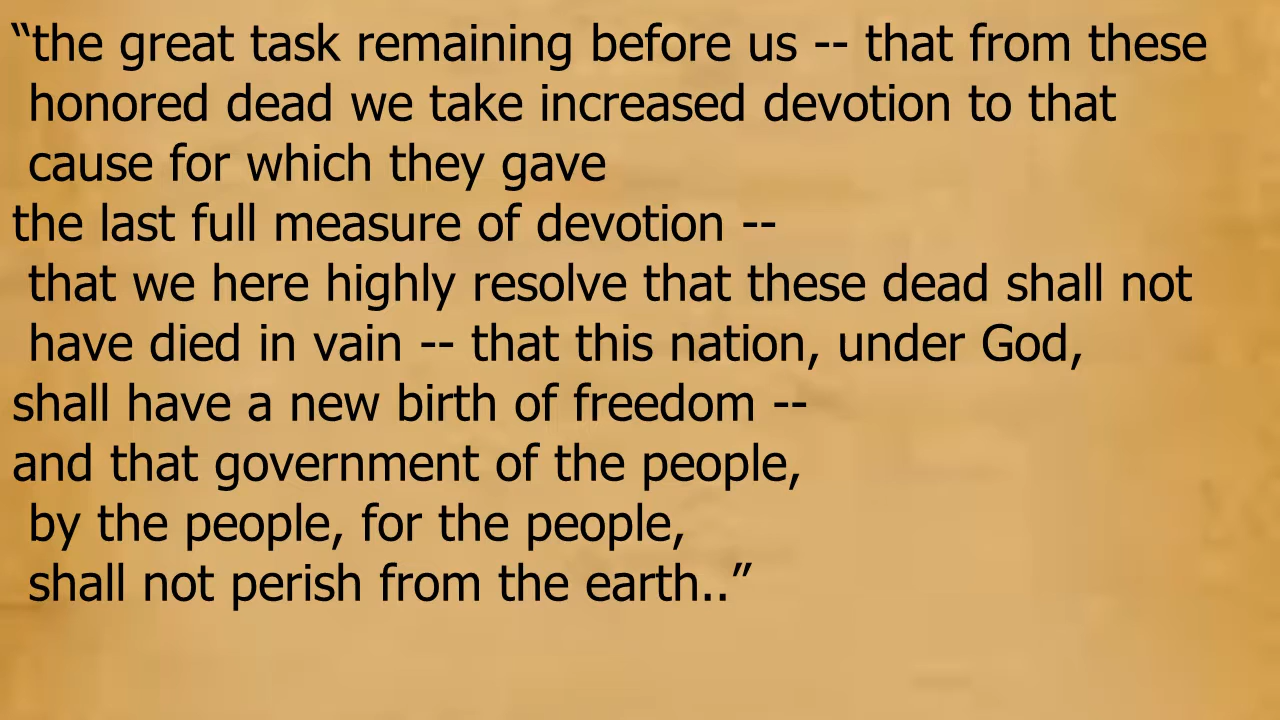 “the great task remaining before us -- that from these
honored dead we take increased devotion to that
cause for which they gave
the last full measure of devotion --
that we here highly resolve that these dead shall not
have died in vain -- that this nation, under God,
shall have a new birth of freedom --
and that government of the people,
by the people, for the people,
shall not perish from the earth..”